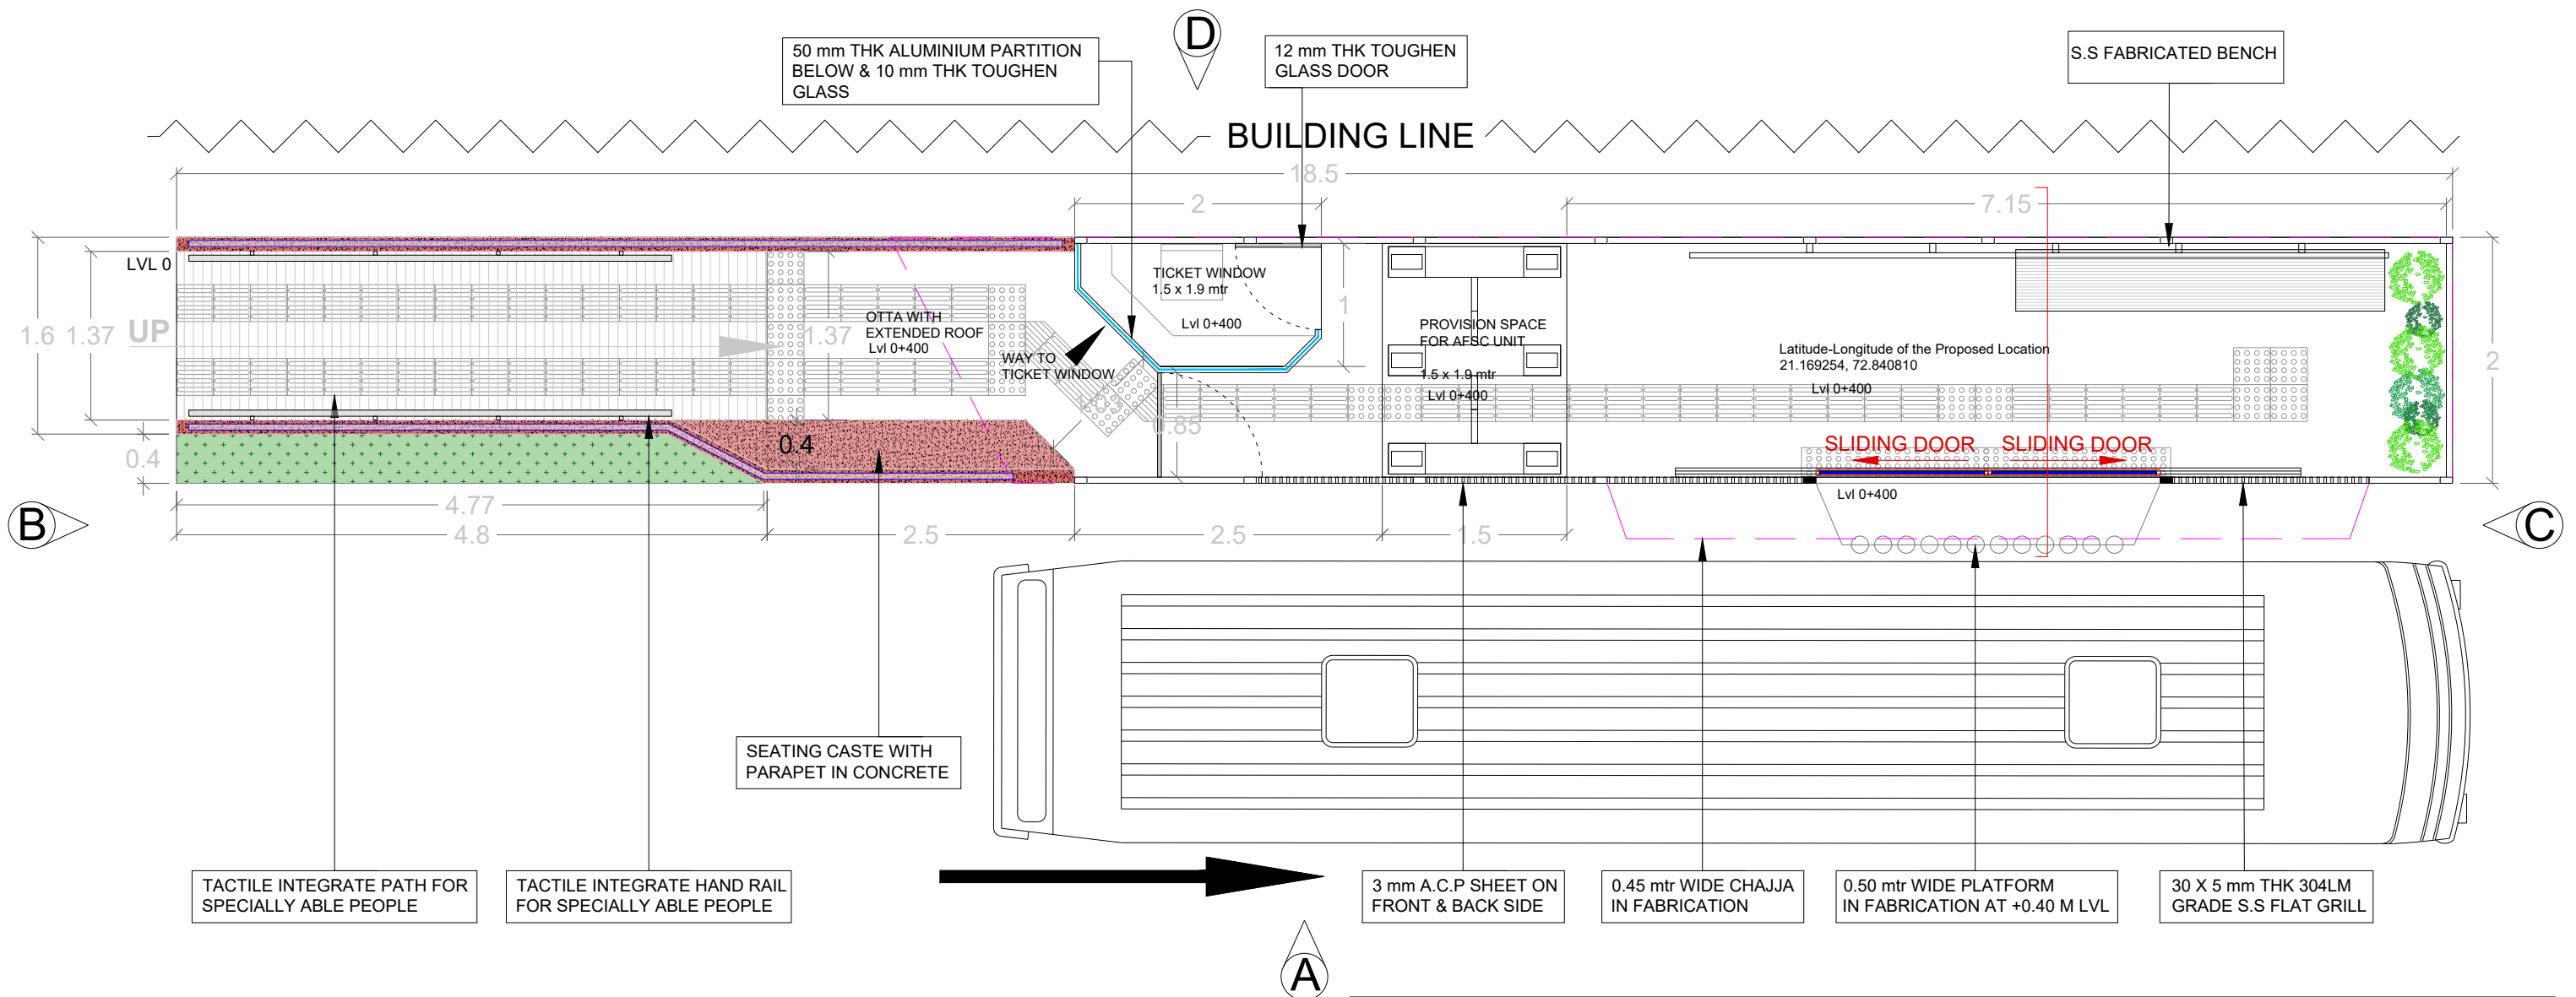 D
50 mm THK ALUMINIUM PARTITION
BELOW & 10 mm THK TOUGHEN
GLASS
12 mm THK TOUGHEN
GLASS DOOR
S.S FABRICATED BENCH
BUILDING LINE
18.5
2
7.15
LVL 0
1.6
1.37
UP
1.37
OTTA WITH
EXTENDED ROOF
Lvl 0+400
WAY TO
TICKET WINDOW
TICKET WINDOW
1.5 x 1.9 mtr
Lvl 0+400
1
PROVISION SPACE
FOR AFSC UNIT
1.5 x 1.9 mtr
Lvl 0+400
Latitude-Longitude of the Proposed Location
21.169254, 72.840810
Lvl 0+400
2
0.85
0.4
0.4
SLIDING DOOR
SLIDING DOOR
Lvl 0+400
4.77
4.8
2.5
2.5
1.5
B
C
SEATING CASTE WITH
PARAPET IN CONCRETE
TACTILE INTEGRATE PATH FOR
SPECIALLY ABLE PEOPLE
TACTILE INTEGRATE HAND RAIL
FOR SPECIALLY ABLE PEOPLE
3 mm A.C.P SHEET ON
FRONT & BACK SIDE
0.45 mtr WIDE CHAJJA
IN FABRICATION
0.50 mtr WIDE PLATFORM
IN FABRICATION AT +0.40 M LVL
30 X 5 mm THK 304LM
GRADE S.S FLAT GRILL
A